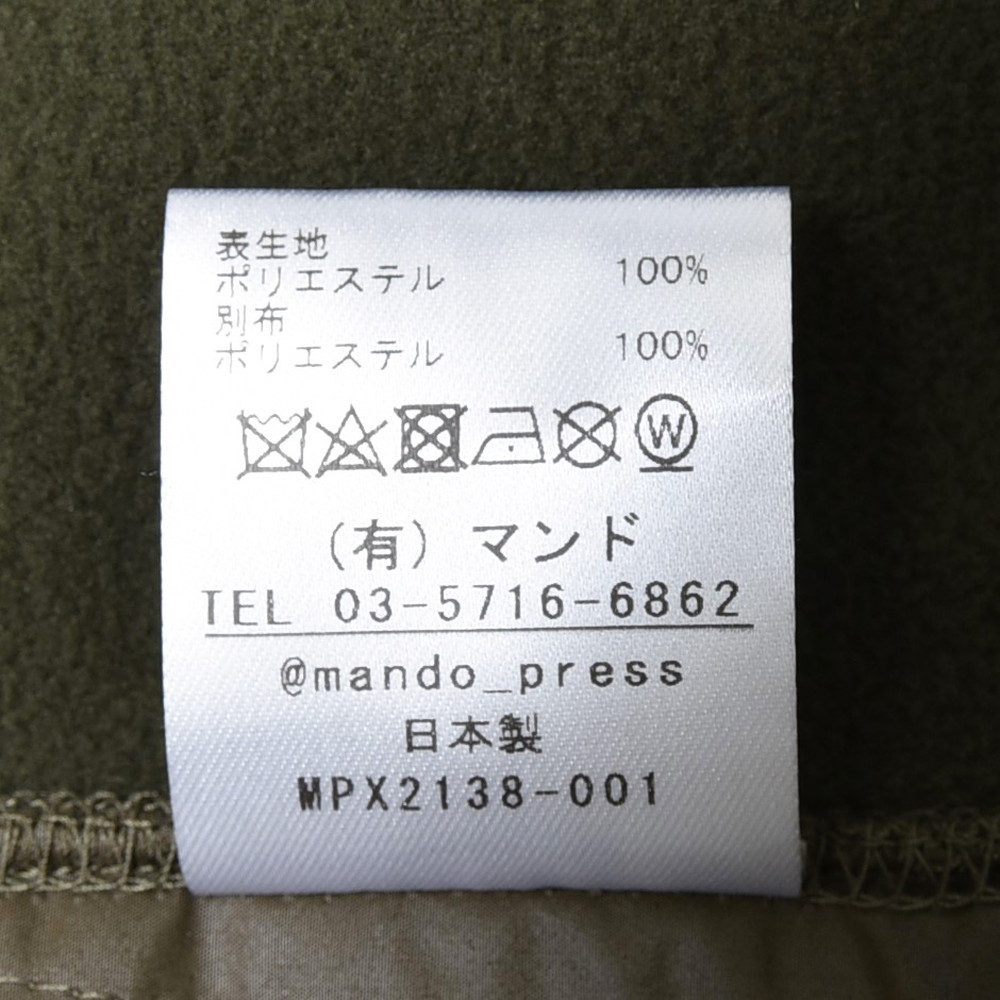 表生地
ポリエステル 100%
別布
ポリエステル 100%
W
(有) マンド
TEL 03-5716-6862
@mando_press
日本製
MPX2138-001